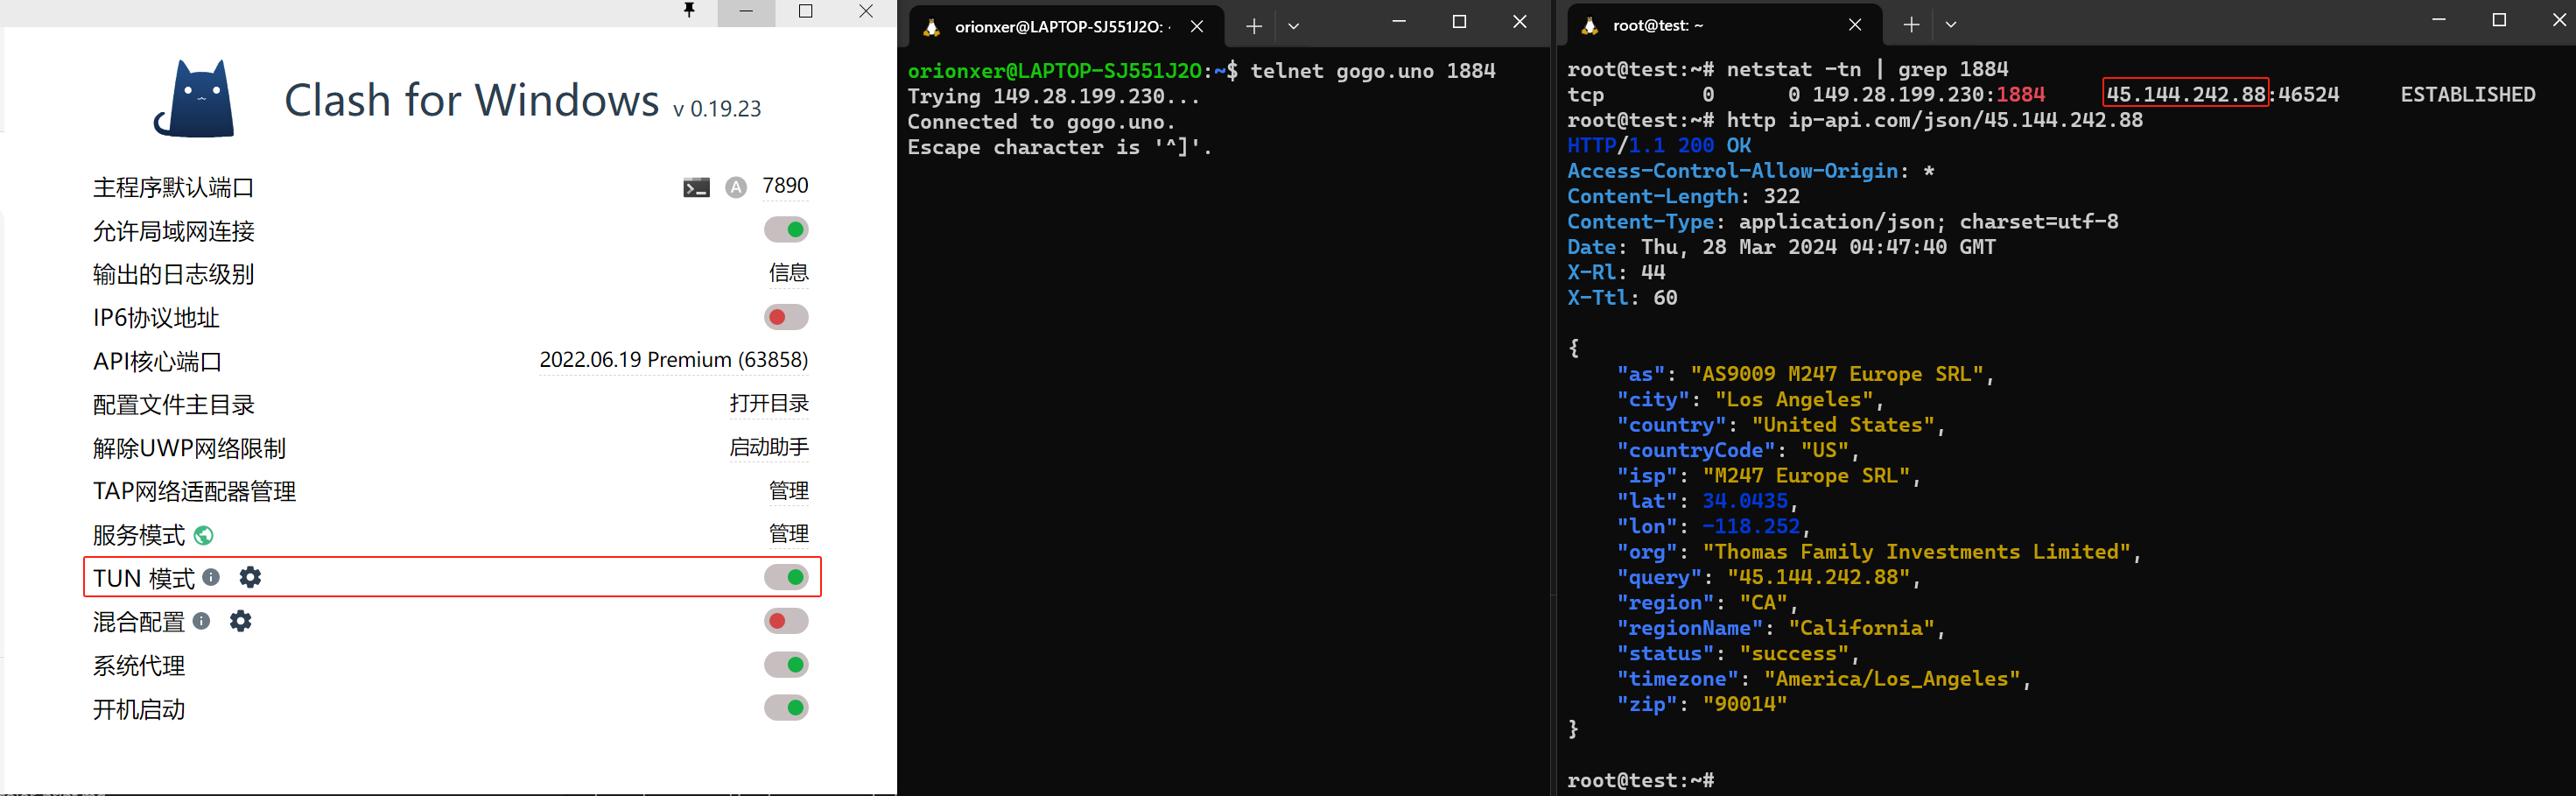 Clash for Windows v 0.19.23
主程序默认端口 A 7890
允许局域网连接
输出的日志级别 信息
IP6协议地址
API核心端口 2022.06.19 Premium (63858)
配置文件主目录 打开目录
解除UWP网络限制 启动助手
TAP网络适配器管理 管理
服务模式 管理
TUN 模式
混合配置
系统代理
开机启动
orionxer@LAPTOP-SJ551J2O: ·
orionxer@LAPTOP-SJ551J2O:~$ telnet gogo.uno 1884
Trying 149.28.199.230...
Connected to gogo.uno.
Escape character is '^]'.
root@test: ~
root@test:~# netstat -tn | grep 1884
tcp 0 0 149.28.199.230:1884 45.144.242.88:46524 ESTABLISHED
root@test:~# http ip-api.com/json/45.144.242.88
HTTP/1.1 200 OK
Access-Control-Allow-Origin: *
Content-Length: 322
Content-Type: application/json; charset=utf-8
Date: Thu, 28 Mar 2024 04:47:40 GMT
X-Rl: 44
X-Ttl: 60
{
"as": "AS9009 M247 Europe SRL",
"city": "Los Angeles",
"country": "United States",
"countryCode": "US",
"isp": "M247 Europe SRL",
"lat": 34.0435,
"lon": -118.252,
"org": "Thomas Family Investments Limited",
"query": "45.144.242.88",
"region": "CA",
"regionName": "California",
"status": "success",
"timezone": "America/Los_Angeles",
"zip": "90014"
}
root@test:~#